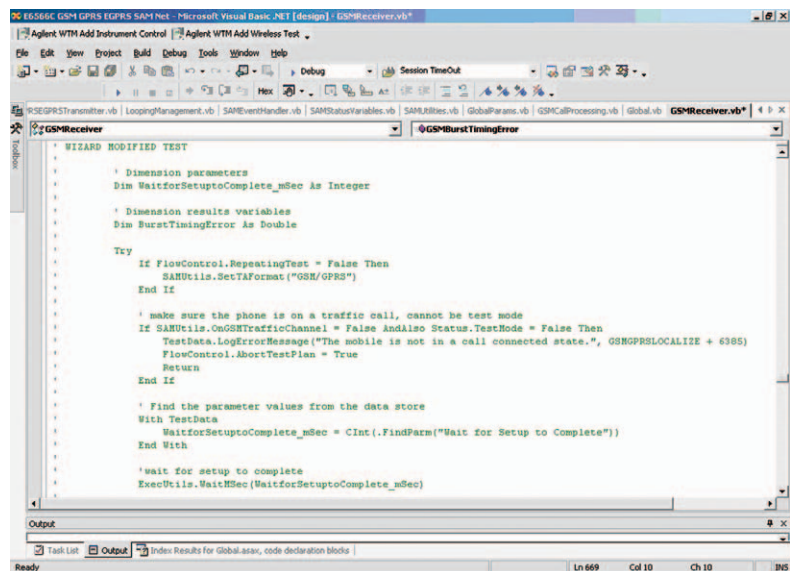 E6566C GSM GPRS EGPRS SAM Net - Microsoft Visual Basic .NET [design] - GSMReceiver.vb*
Agilent WTM Add Instrument Control Agilent WTM Add Wireless Test
File Edit View Project Build Debug Tools Window Help
Debug Session TimeOut
Hex
RSEGPRSTransmitter.vb LoopingManagement.vb SAMEventHandler.vb SAMStatusVariables.vb SAMUtilities.vb GlobalParams.vb GSMCalProcessing.vb Global.vb GSMReceiver.vb*
GSMReceiver GSMBurstTimingError
Toolbox
' WIZARD MODIFIED TEST
'
' ' Dimension parameters
' Dim WaitforSetuptoComplete_mSec As Integer
'
' ' Dimension results variables
' Dim BurstTimingError As Double
'
' Try
' If FlowControl.RepeatingTest = False Then
' SAMUtils.SetTAFormat("GSM/GPRS")
' End If
'
' ' make sure the phone is on a traffic call, cannot be test mode
' If SAMUtils.OnGSMTrafficChannel = False AndAlso Status.TestMode = False Then
' TestData.LogErrorMessage("The mobile is not in a call connected state.", GSMGPRSLOCALIZE + 6385)
' FlowControl.AbortTestPlan = True
' Return
' End If
'
' ' Find the parameter values from the data store
' With TestData
' WaitforSetuptoComplete_mSec = CInt(.FindParm("Wait for Setup to Complete"))
' End With
'
' 'wait for setup to complete
' ExecUtils.WaitMSec(WaitforSetuptoComplete_mSec)
'
Output
Task List Output Index Results for Global.asax, code declaration blocks
Ready Ln 669 Col 10 Ch 10 INS